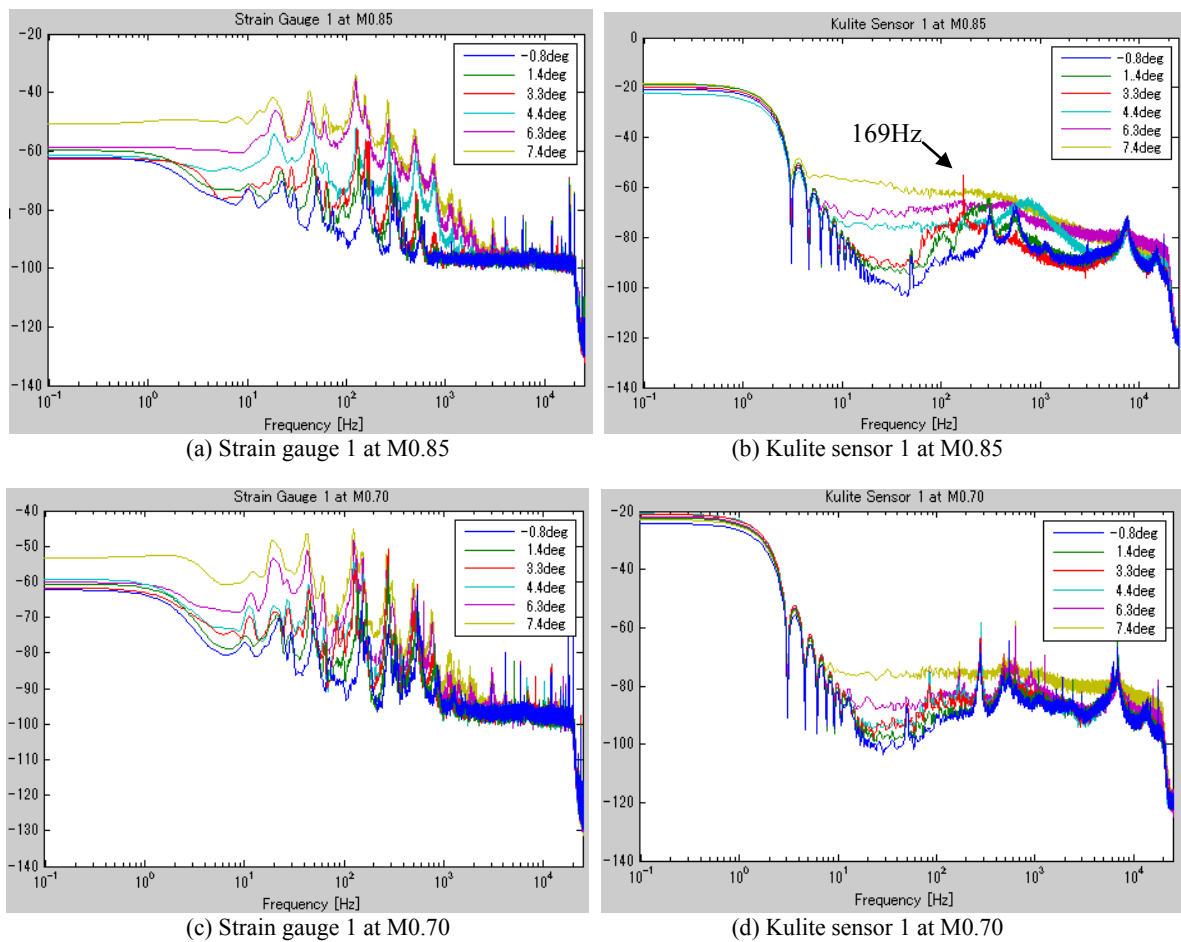 Strain Gauge 1 at M0.85
-20
-40
-60
-80
-100
-120
-140
10^-1
10^0
10^1
10^2
10^3
10^4
Frequency [Hz]
-0.8deg
1.4deg
3.3deg
4.4deg
6.3deg
7.4deg
(a) Strain gauge 1 at M0.85
Kulite Sensor 1 at M0.85
0
-20
-40
-60
-80
-100
-120
-140
10^-1
10^0
10^1
10^2
10^3
10^4
Frequency [Hz]
-0.8deg
1.4deg
3.3deg
4.4deg
6.3deg
7.4deg
169Hz
(b) Kulite sensor 1 at M0.85
Strain Gauge 1 at M0.70
-40
-50
-60
-70
-80
-90
-100
-110
-120
-130
-140
10^-1
10^0
10^1
10^2
10^3
10^4
Frequency [Hz]
-0.8deg
1.4deg
3.3deg
4.4deg
6.3deg
7.4deg
(c) Strain gauge 1 at M0.70
Kulite Sensor 1 at M0.70
-20
-40
-60
-80
-100
-120
-140
10^-1
10^0
10^1
10^2
10^3
10^4
Frequency [Hz]
-0.8deg
1.4deg
3.3deg
4.4deg
6.3deg
7.4deg
(d) Kulite sensor 1 at M0.70